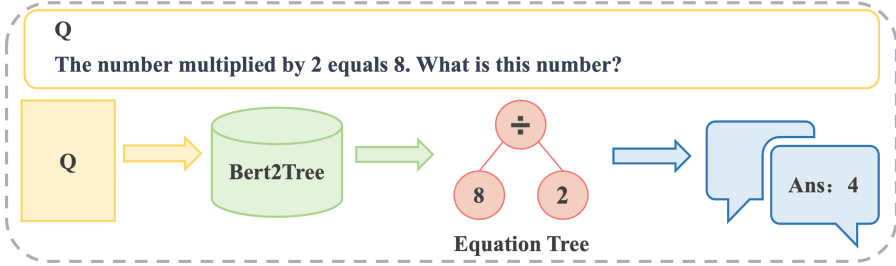 Q
The number multiplied by 2 equals 8. What is this number?
Q
Bert2Tree
÷
8
2
Equation Tree
Ans：4